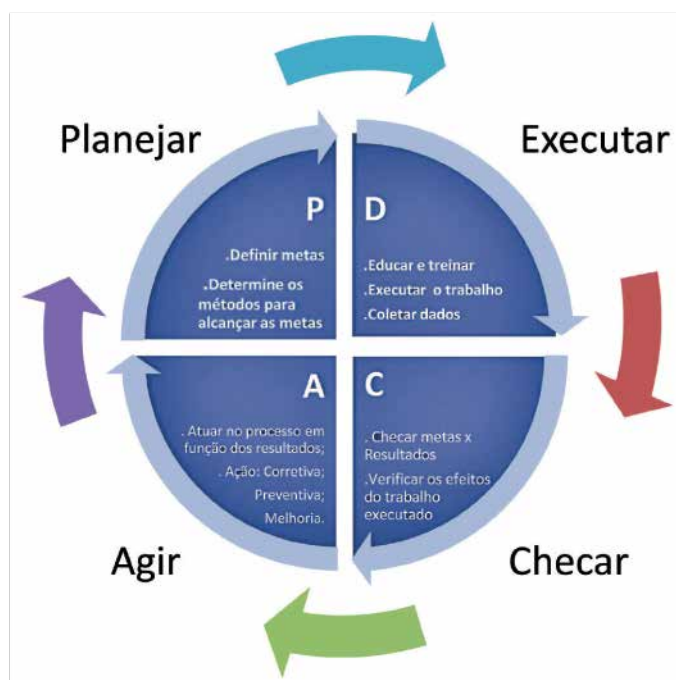 Planejar
Executar
P
.Definir metas
.Determine os
métodos para
alcançar as metas
D
.Educar e treinar
.Executar o trabalho
.Coletar dados
A
. Atuar no processo em
função dos resultados;
. Ação: Corretiva;
Preventiva;
Melhoria.
C
. Checar metas x
Resultados
.Verificar os efeitos
do trabalho
executado
Agir
Checar